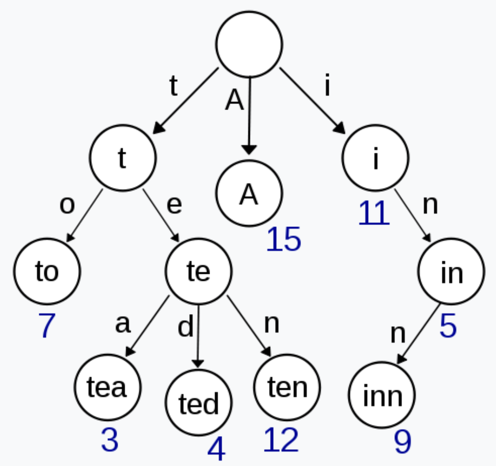 t A i
t A i
15 11
o e n
to te in
7 5
a d n n
tea ted ten inn
3 4 12 9